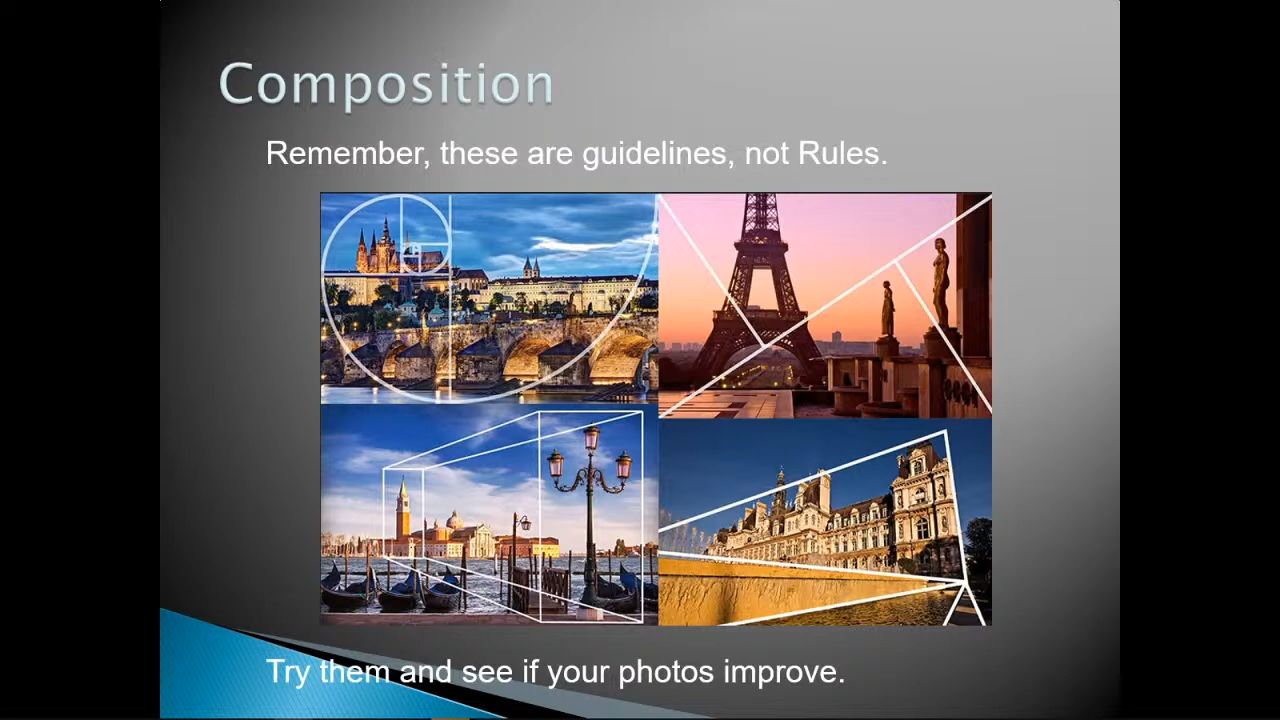 Composition
Remember, these are guidelines, not Rules.
Try them and see if your photos improve.